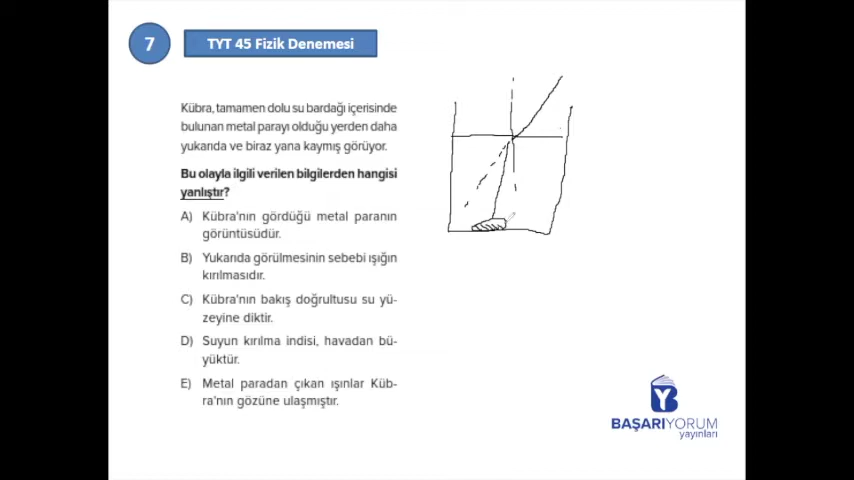 7
TYT 45 Fizik Denemesi
Kübra, tamamen dolu su bardağı içerisinde
bulunan metal parayı olduğu yerden daha
yukarıda ve biraz yana kaymış görüyor.
Bu olayla ilgili verilen bilgilerden hangisi
yanlıştır?
A) Kübra'nın gördüğü metal paranın
görüntüsüdür.
B) Yukarıda görülmesinin sebebi ışığın
kırılmasıdır.
C) Kübra'nın bakış doğrultusu su yü-
zeyine diktir.
D) Suyun kırılma indisi, havadan bü-
yüktür.
E) Metal paradan çıkan ışınlar Küb-
ra'nın gözüne ulaşmıştır.
BAŞARIYORUM
yayınları